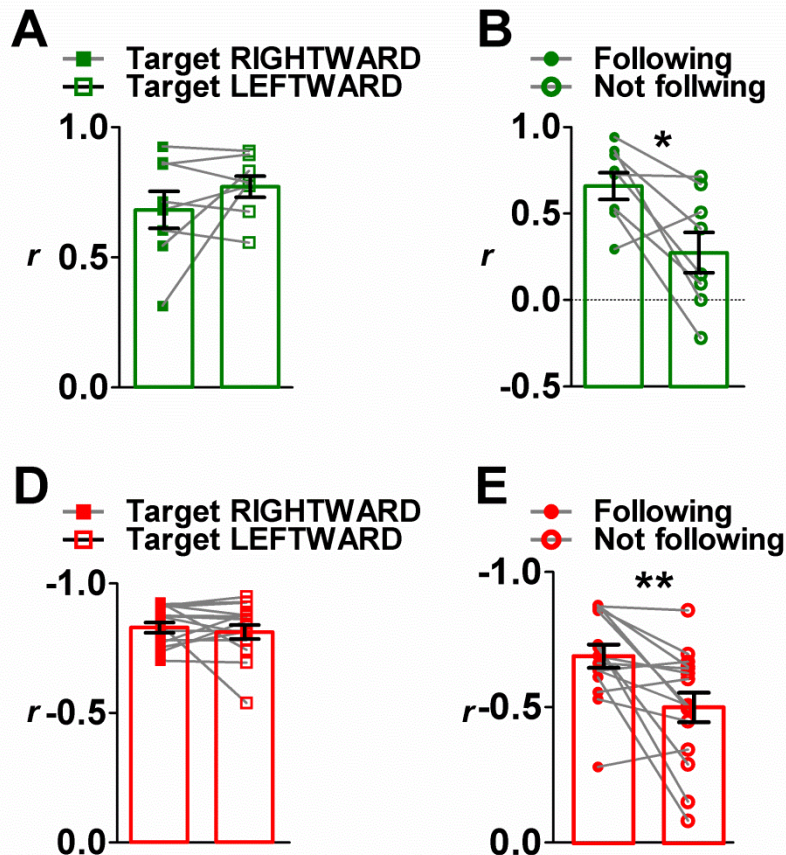 A
Target RIGHTWARD
Target LEFTWARD
1.0
r
0.5
0.0
B
Following
Not follwing
1.0
*
0.5
r
0.0
-0.5
D
Target RIGHTWARD
Target LEFTWARD
-1.0
r
-0.5
0.0
E
Following
Not following
-1.0
**
r
-0.5
0.0